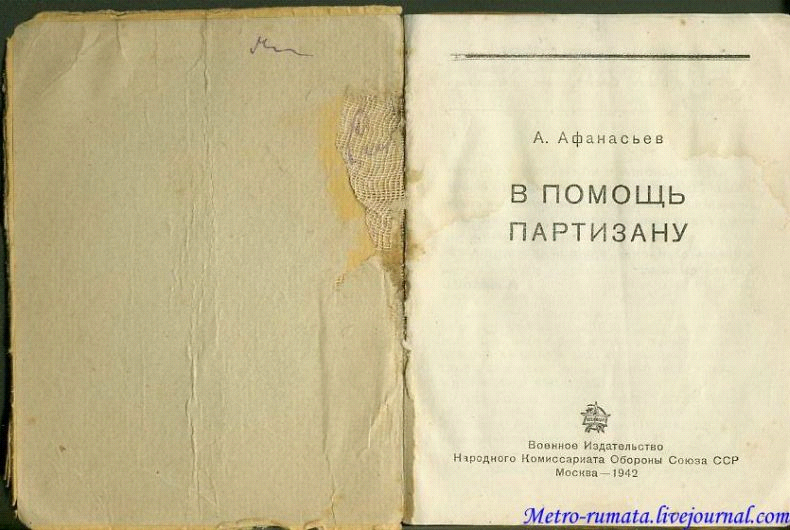 А. Афанасьев
В ПОМОЩЬ
ПАРТИЗАНУ
Военное Издательство
Народного Комиссариата Обороны Союза ССР
Москва—1942
Metro-rumata.livejournal.com